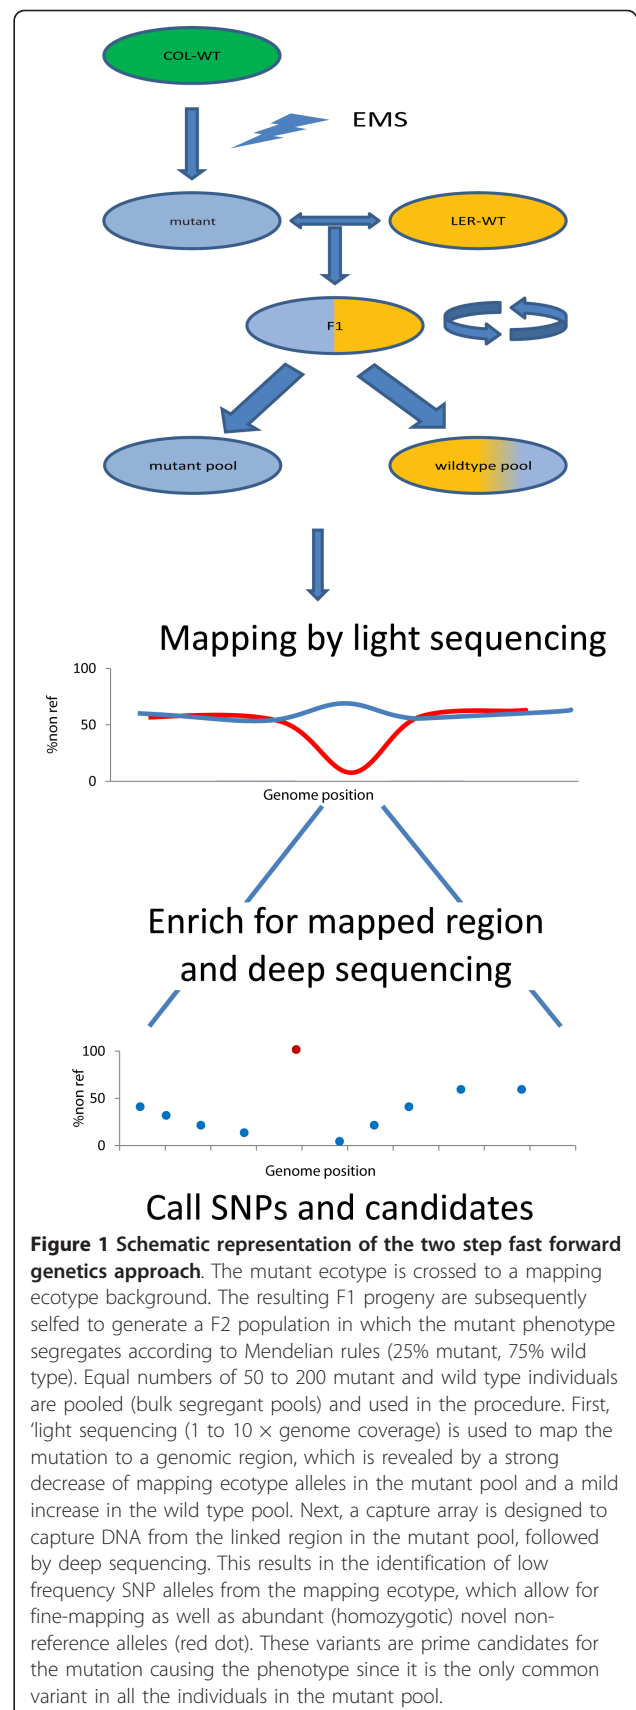 COL-WT
EMS
mutant
LER-WT
F1
mutant pool
wildtype pool
Mapping by light sequencing
100
50
0
%non ref
Genome position
Enrich for mapped region
and deep sequencing
100
50
0
%non ref
Genome position
Call SNPs and candidates
Figure 1 Schematic representation of the two step fast forward
genetics approach. The mutant ecotype is crossed to a mapping
ecotype background. The resulting F1 progeny are subsequently
selfed to generate a F2 population in which the mutant phenotype
segregates according to Mendelian rules (25% mutant, 75% wild
type). Equal numbers of 50 to 200 mutant and wild type individuals
are pooled (bulk segregant pools) and used in the procedure. First,
‘light sequencing (1 to 10 × genome coverage) is used to map the
mutation to a genomic region, which is revealed by a strong
decrease of mapping ecotype alleles in the mutant pool and a mild
increase in the wild type pool. Next, a capture array is designed to
capture DNA from the linked region in the mutant pool, followed
by deep sequencing. This results in the identification of low
frequency SNP alleles from the mapping ecotype, which allow for
fine-mapping as well as abundant (homozygotic) novel non-
reference alleles (red dot). These variants are prime candidates for
the mutation causing the phenotype since it is the only common
variant in all the individuals in the mutant pool.